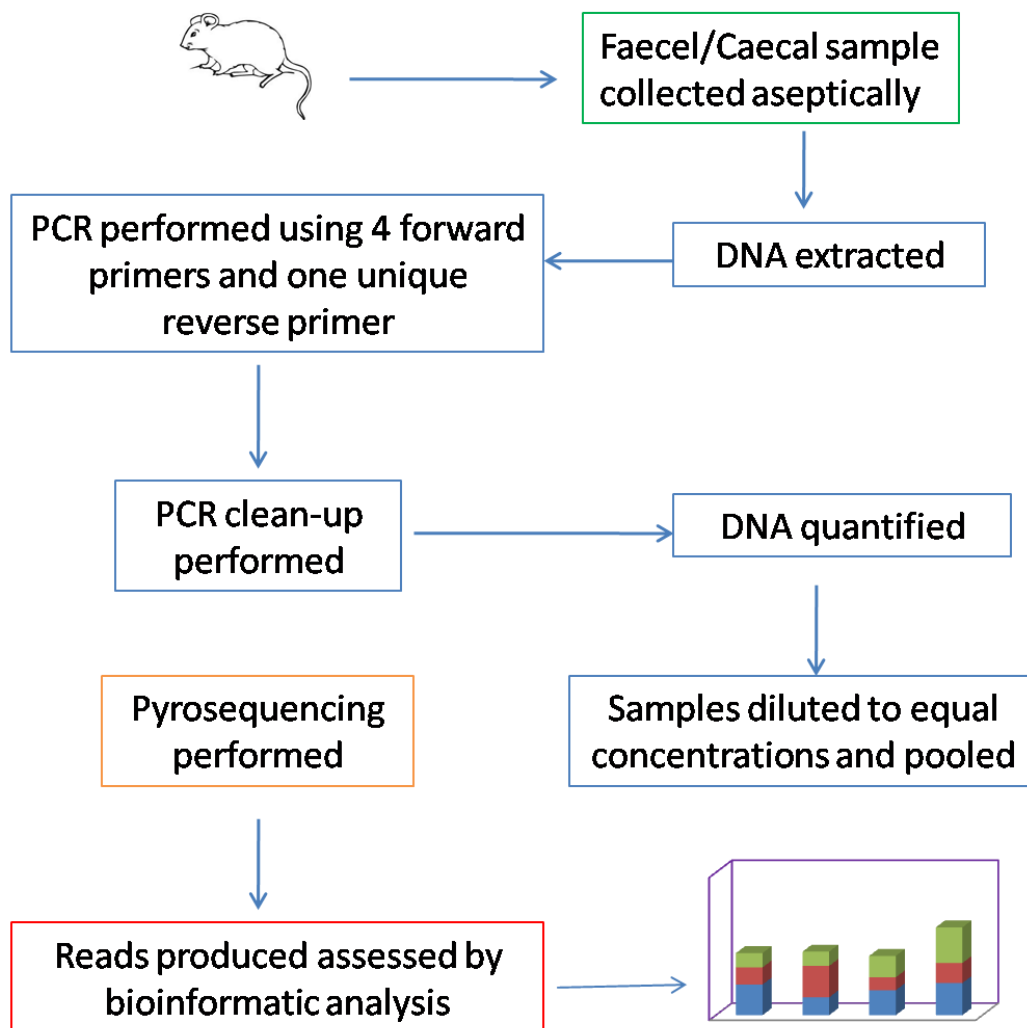 Faecel/Caecal sample
collected aseptically
DNA extracted
PCR performed using 4 forward
primers and one unique
reverse primer
PCR clean-up
performed
DNA quantified
Samples diluted to equal
concentrations and pooled
Pyrosequencing
performed
Reads produced assessed by
bioinformatic analysis